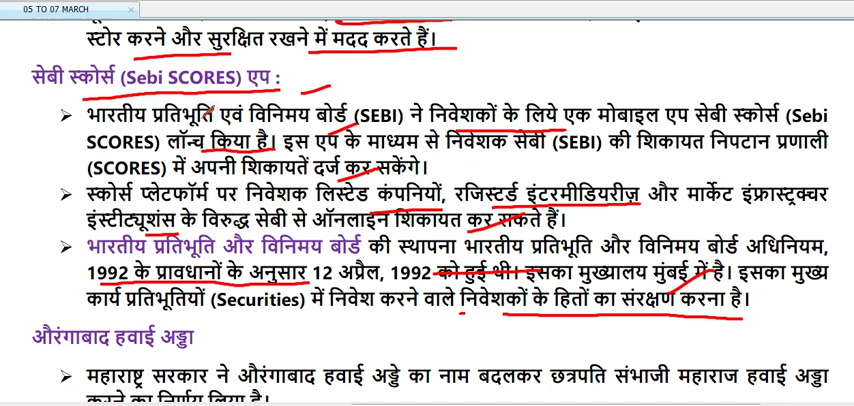 05 TO 07 MARCH
स्टोर करने और सुरक्षित रखने में मदद करते हैं।
सेबी स्कोर्स (Sebi SCORES) एप :
➢ भारतीय प्रतिभूति एवं विनिमय बोर्ड (SEBI) ने निवेशकों के लिये एक मोबाइल एप सेबी स्कोर्स (Sebi
SCORES) लॉन्च किया है। इस एप के माध्यम से निवेशक सेबी (SEBI) की शिकायत निपटान प्रणाली
(SCORES) में अपनी शिकायतें दर्ज कर सकेंगे।
➢ स्कोर्स प्लेटफॉर्म पर निवेशक लिस्टेड कंपनियों, रजिस्टर्ड इंटरमीडियरीज़ और मार्केट इंफ्रास्ट्रक्चर
इंस्टीट्यूशंस के विरुद्ध सेबी से ऑनलाइन शिकायत कर सकते हैं।
➢ भारतीय प्रतिभूति और विनिमय बोर्ड की स्थापना भारतीय प्रतिभूति और विनिमय बोर्ड अधिनियम,
1992 के प्रावधानों के अनुसार 12 अप्रैल, 1992 को हुई थी। इसका मुख्यालय मुंबई में है। इसका मुख्य
कार्य प्रतिभूतियों (Securities) में निवेश करने वाले निवेशकों के हितों का संरक्षण करना है।
औरंगाबाद हवाई अड्डा
➢ महाराष्ट्र सरकार ने औरंगाबाद हवाई अड्डे का नाम बदलकर छत्रपति संभाजी महाराज हवाई अड्डा
करने का निर्णय लिया है।